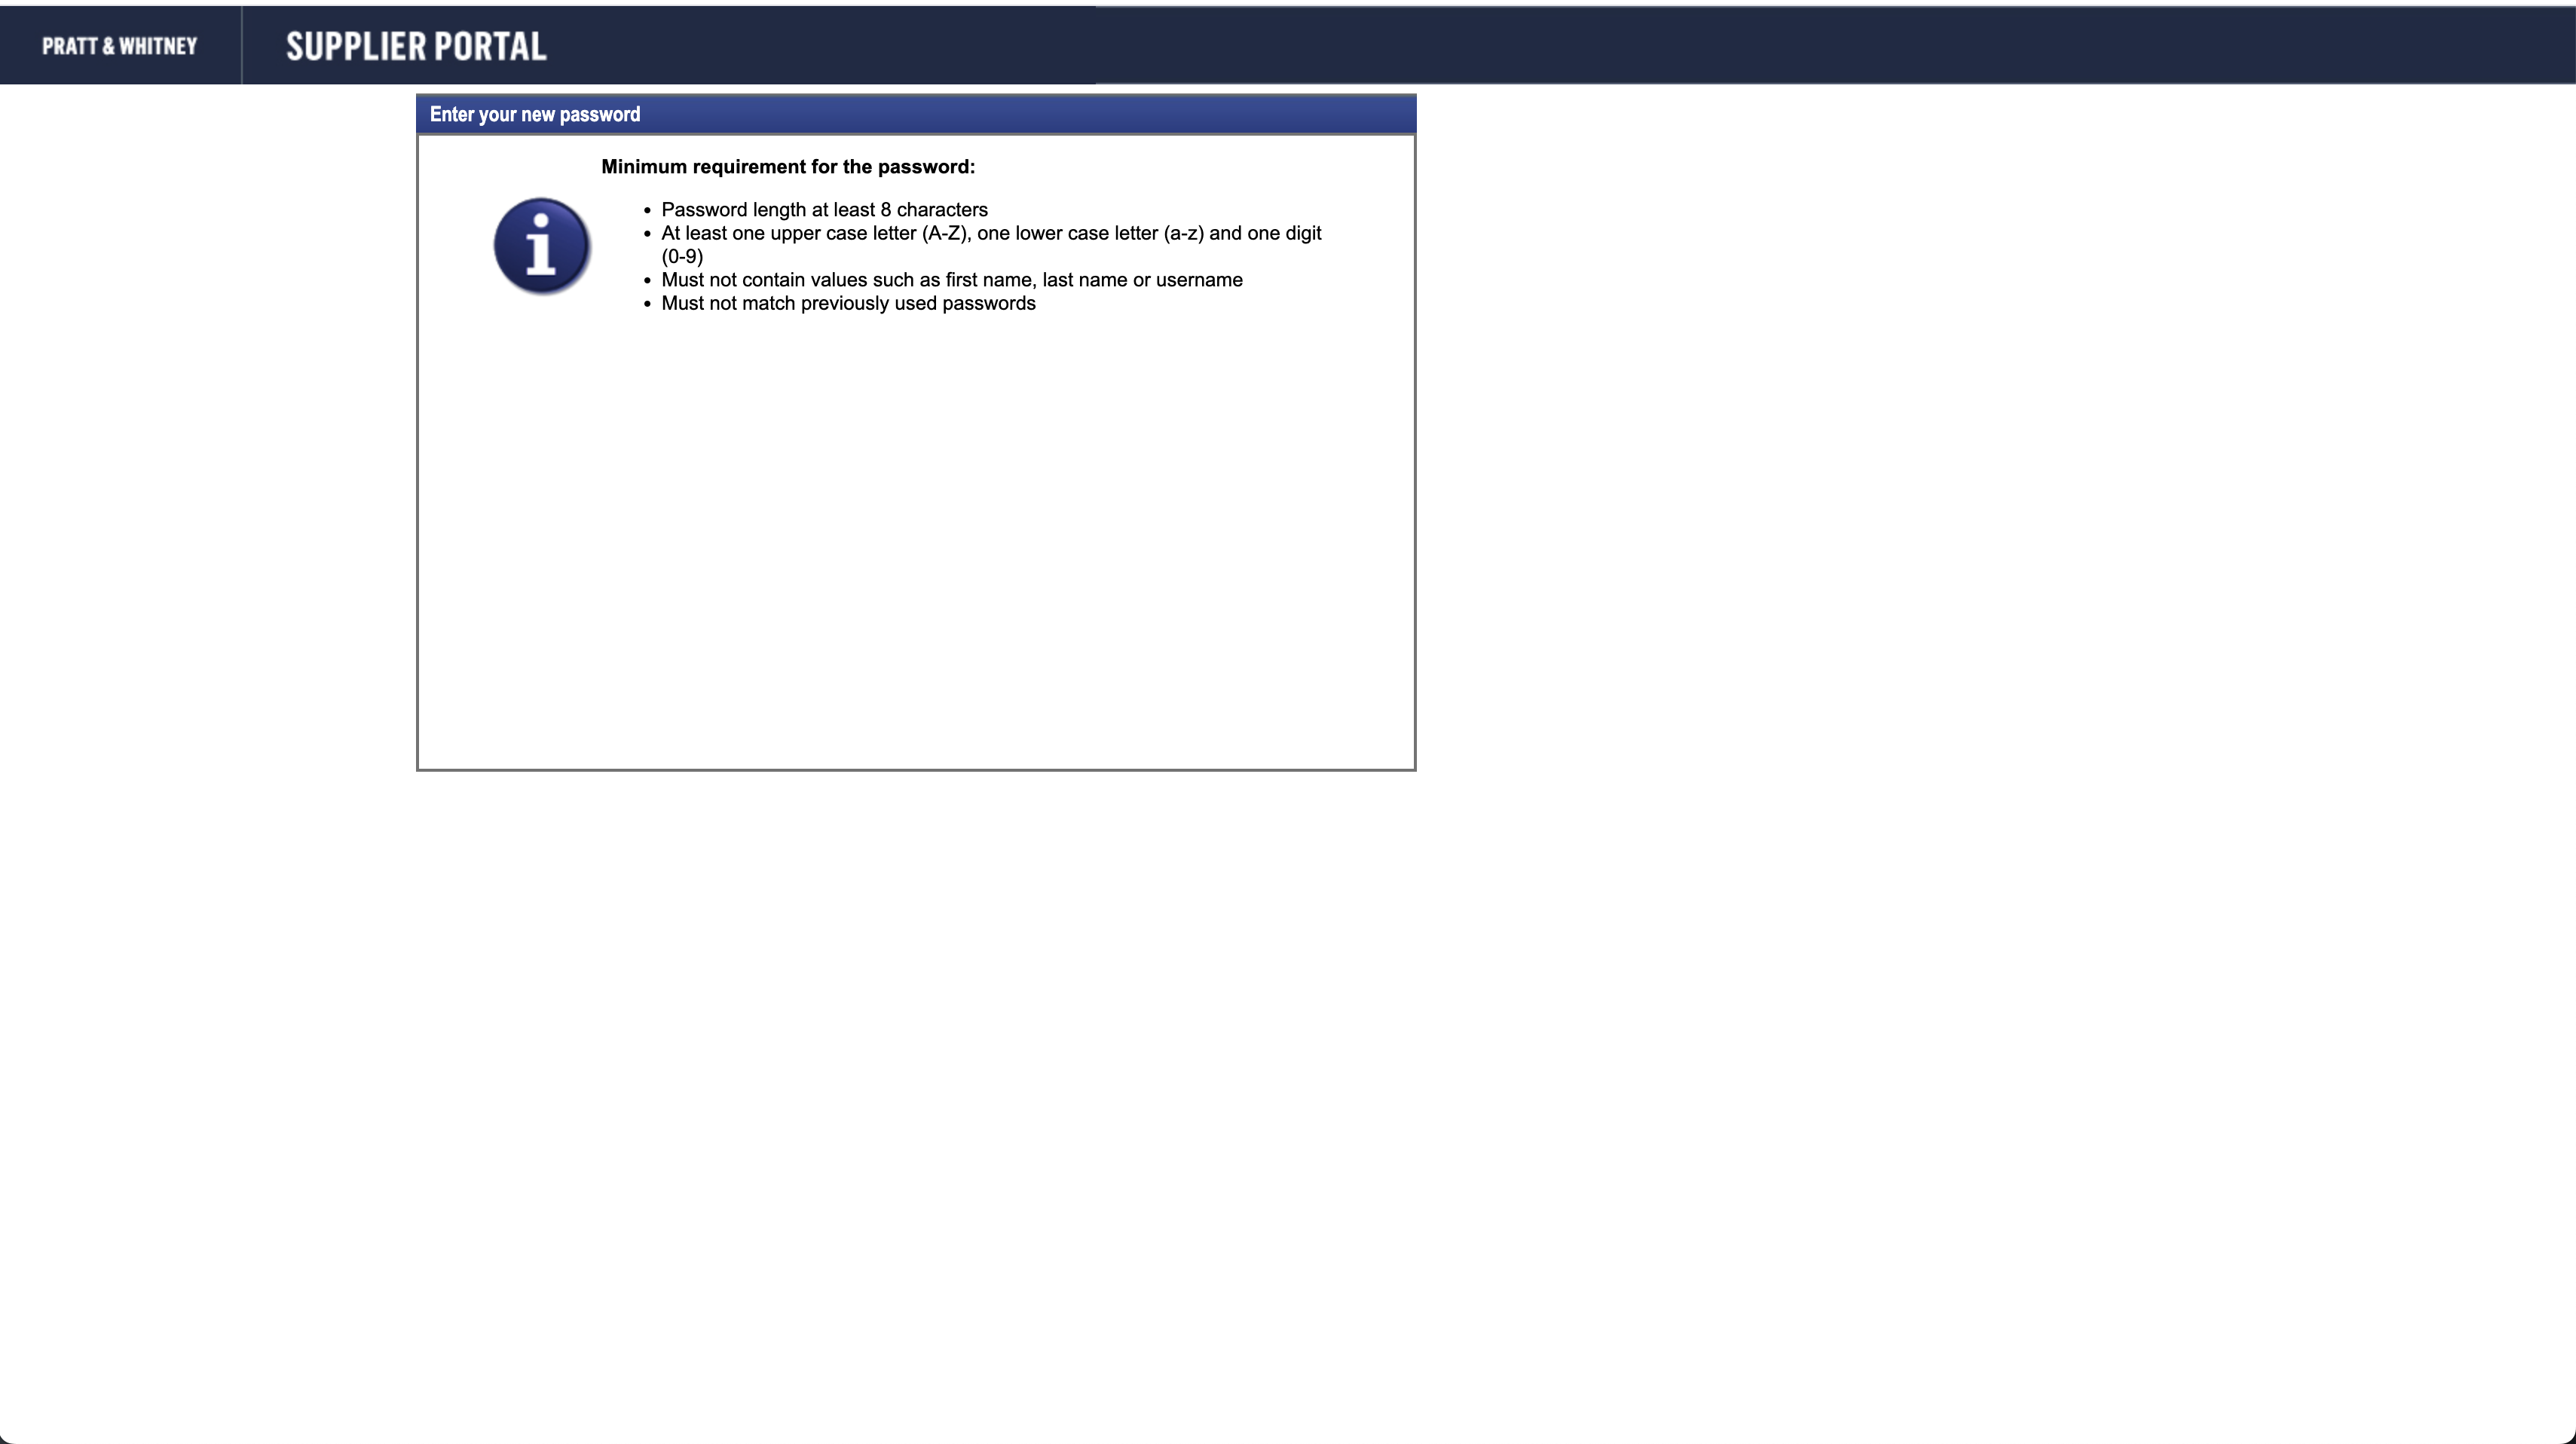 PRATT & WHITNEY
SUPPLIER PORTAL
Enter your new password
Minimum requirement for the password:
• Password length at least 8 characters
• At least one upper case letter (A-Z), one lower case letter (a-z) and one digit
(0-9)
• Must not contain values such as first name, last name or username
• Must not match previously used passwords